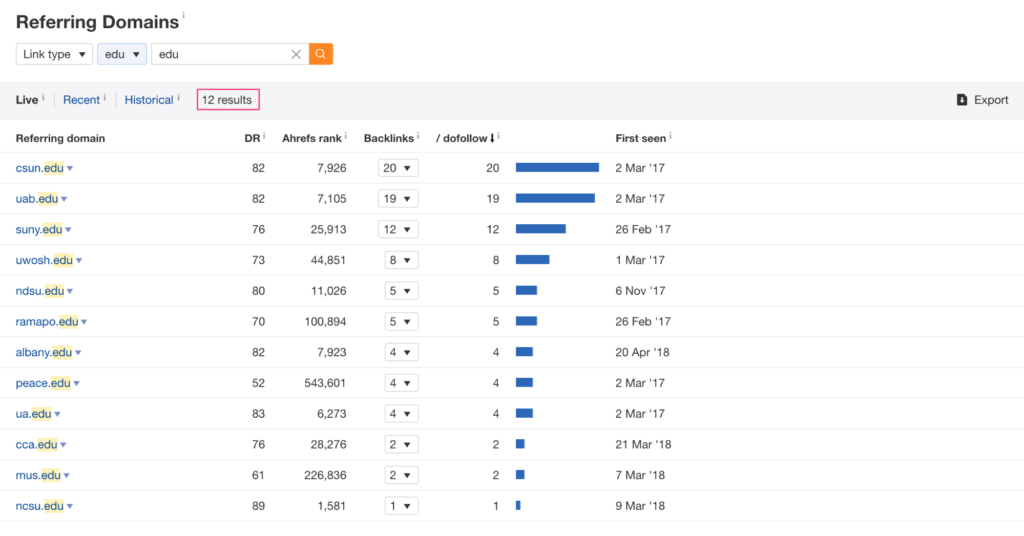 Referring Domains i
Link type ▼ edu ▼ edu ×
Live i Recent i Historical i 12 results Export
Referring domain DR i Ahrefs rank i Backlinks i / dofollow ↓ i First seen i
csun.edu ▼ 82 7,926 20 ▼ 20 2 Mar '17
uab.edu ▼ 82 7,105 19 ▼ 19 2 Mar '17
suny.edu ▼ 76 25,913 12 ▼ 12 26 Feb '17
uwosh.edu ▼ 73 44,851 8 ▼ 8 1 Mar '17
ndsu.edu ▼ 80 11,026 5 ▼ 5 6 Nov '17
ramapo.edu ▼ 70 100,894 5 ▼ 5 26 Feb '17
albany.edu ▼ 82 7,923 4 ▼ 4 20 Apr '18
peace.edu ▼ 52 543,601 4 ▼ 4 2 Mar '17
ua.edu ▼ 83 6,273 4 ▼ 4 2 Mar '17
cca.edu ▼ 76 28,276 2 ▼ 2 21 Mar '18
mus.edu ▼ 61 226,836 2 ▼ 2 7 Mar '18
ncsu.edu ▼ 89 1,581 1 ▼ 1 9 Mar '18